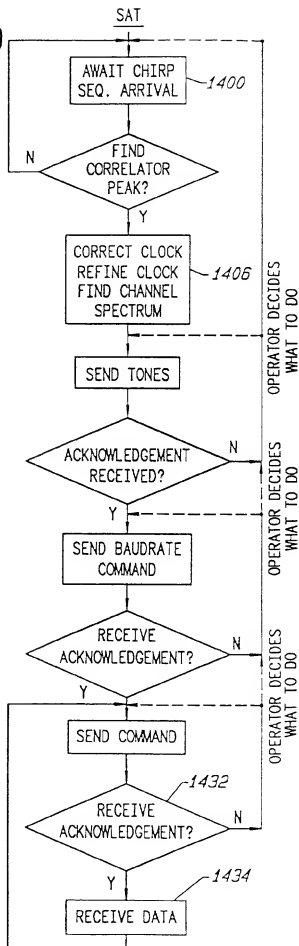 SAT
AWAIT CHIRP
SEQ. ARRIVAL
1400
FIND
CORRELATOR
PEAK?
N
Y
CORRECT CLOCK
REFINE CLOCK
FIND CHANNEL
SPECTRUM
1406
OPERATOR DECIDES
WHAT TO DO
SEND TONES
ACKNOWLEDGEMENT
RECEIVED?
N
Y
OPERATOR DECIDES
WHAT TO DO
SEND BAUDRATE
COMMAND
RECEIVE
ACKNOWLEDGEMENT?
N
Y
OPERATOR DECIDES
WHAT TO DO
SEND COMMAND
1432
RECEIVE
ACKNOWLEDGEMENT?
N
Y
1434
RECEIVE DATA